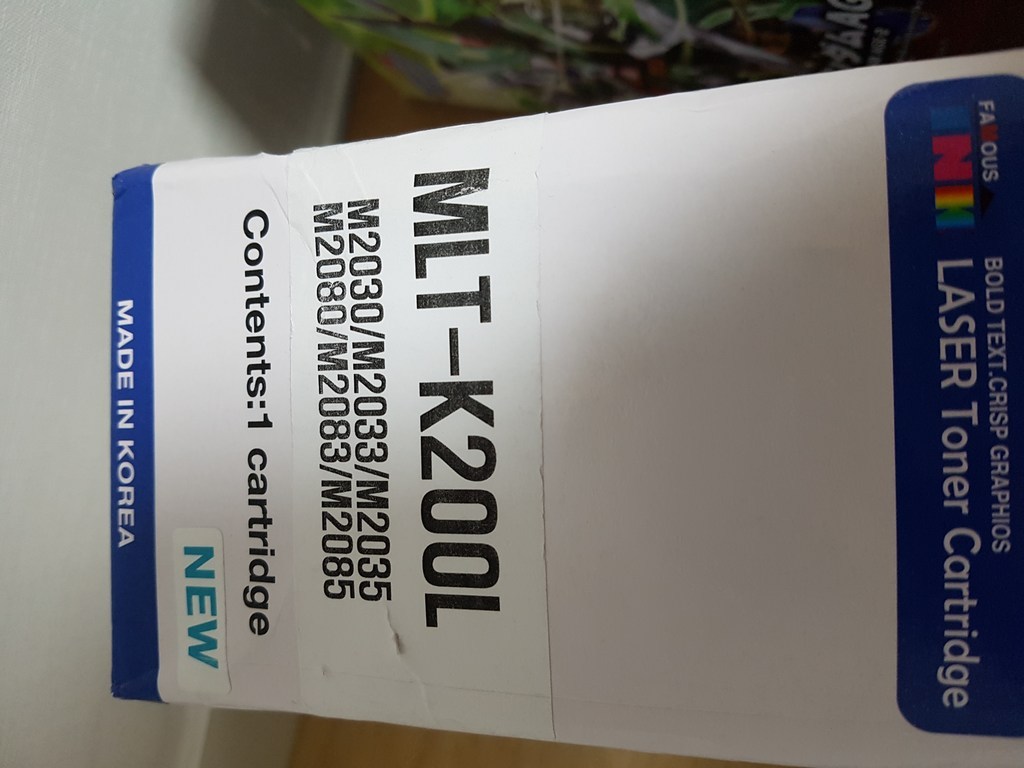 FAMOUS
INK
BOLD TEXT.CRISP GRAPHIOS
LASER Toner Cartridge
MLT-K200L
M2030/M2033/M2035
M2080/M2083/M2085
Contents:1 cartridge
NEW
MADE IN KOREA